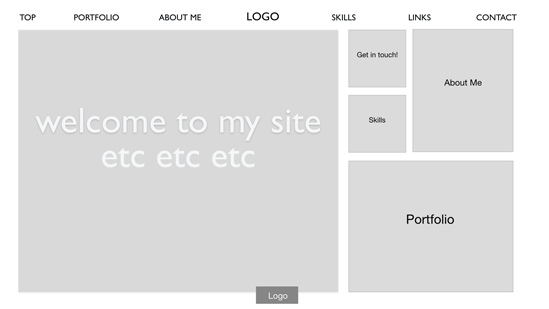 TOP PORTFOLIO ABOUT ME LOGO SKILLS LINKS CONTACT
welcome to my site
etc etc etc
Get in touch!
About Me
Skills
Portfolio
Logo